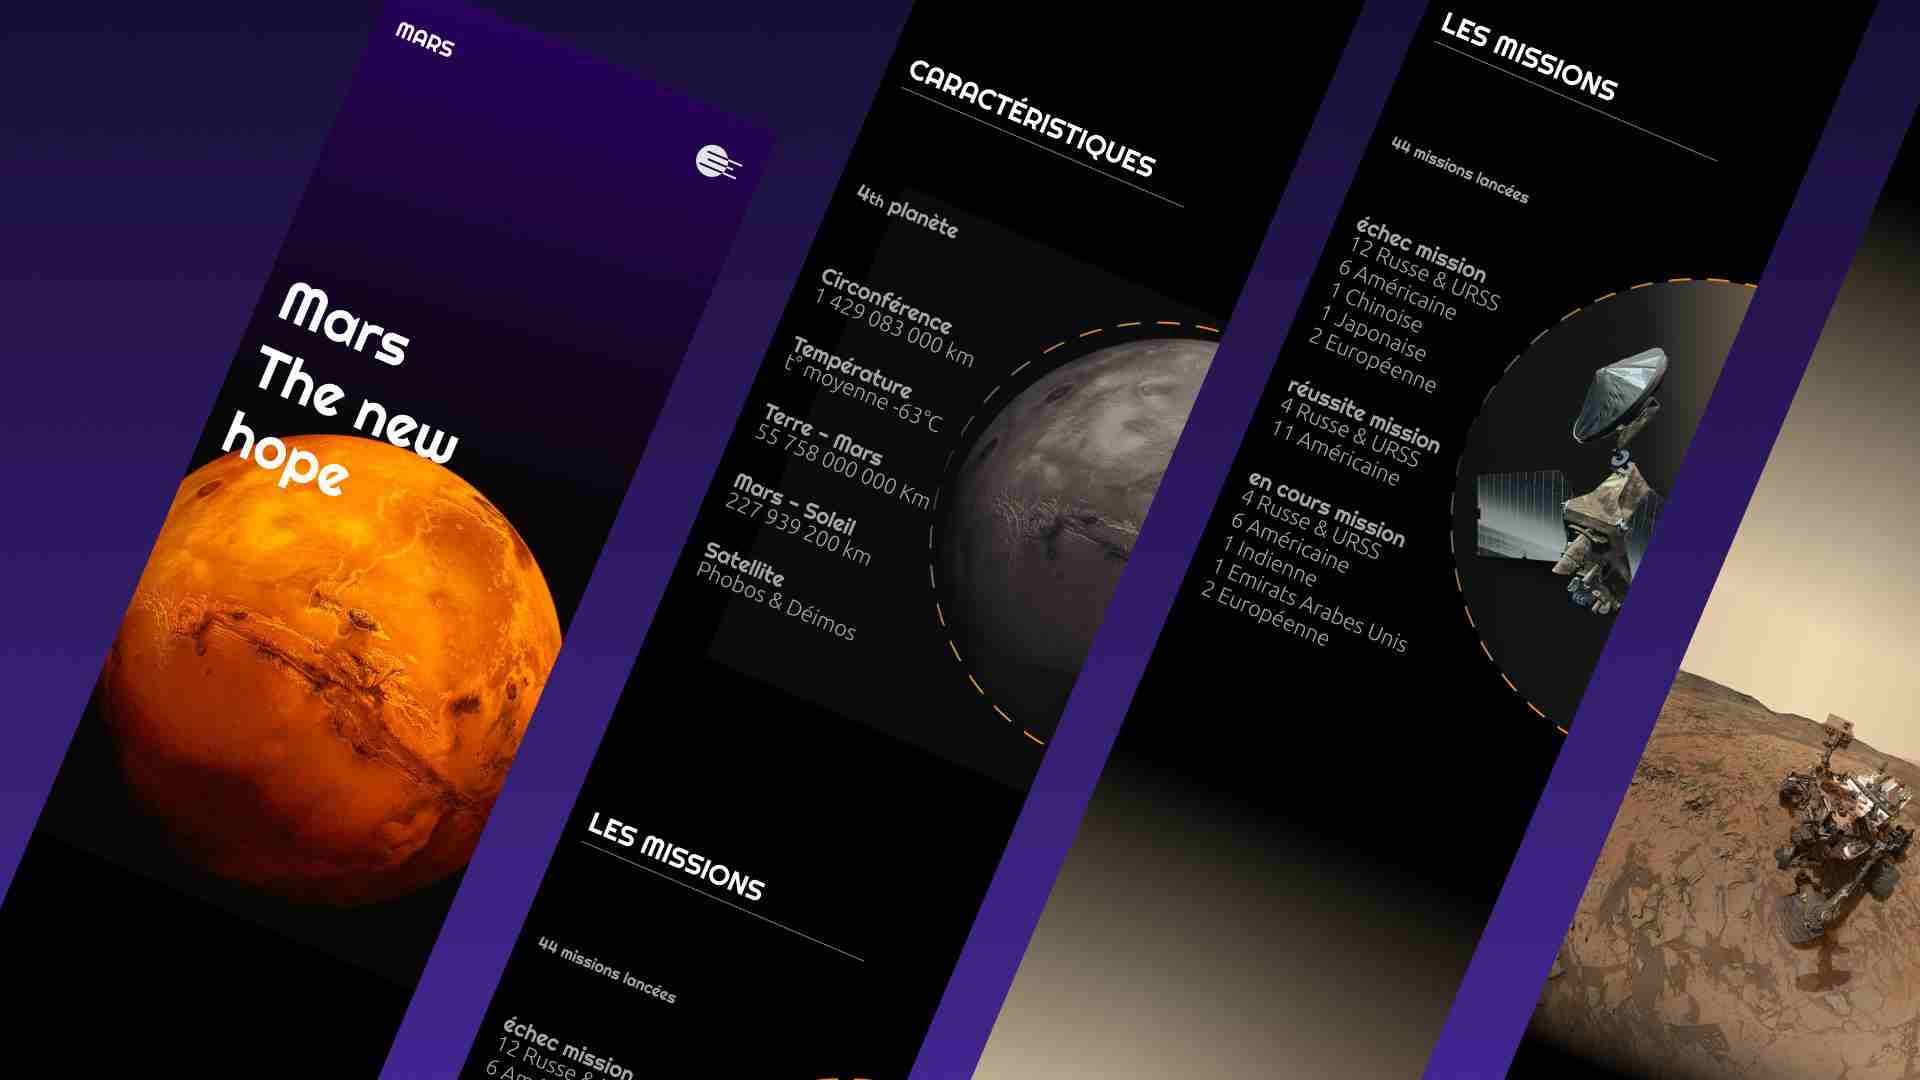 MARS
Mars
The new
hope
CARACTÉRISTIQUES
4th planète
Circonférence
1 429 083 000 km
Température
t° moyenne -63°C
Terre - Mars
55 758 000 000 Km
Mars - Soleil
227 939 200 km
Satellite
Phobos & Déimos
LES MISSIONS
44 missions lancées
échec mission
12 Russe &
6 Am
LES MISSIONS
44 missions lancées
échec mission
12 Russe & URSS
6 Américaine
1 Chinoise
1 Japonaise
2 Européenne
réussite mission
4 Russe & URSS
11 Américaine
en cours mission
4 Russe & URSS
6 Américaine
1 Indienne
1 Emirats Arabes Unis
2 Européenne